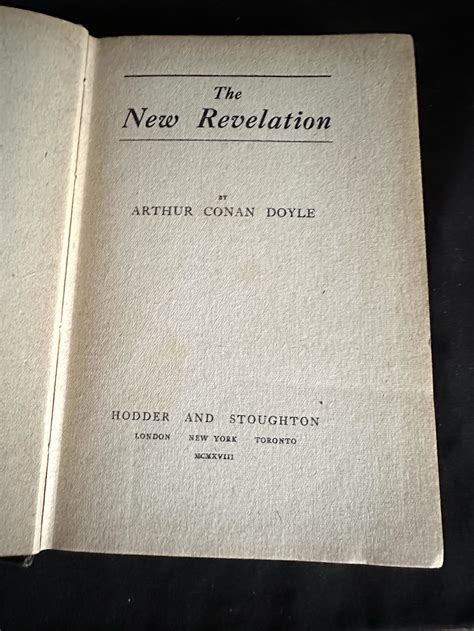 The
New Revelation
BY
ARTHUR CONAN DOYLE
HODDER AND STOUGHTON
LONDON NEW YORK TORONTO
MCMXVIII